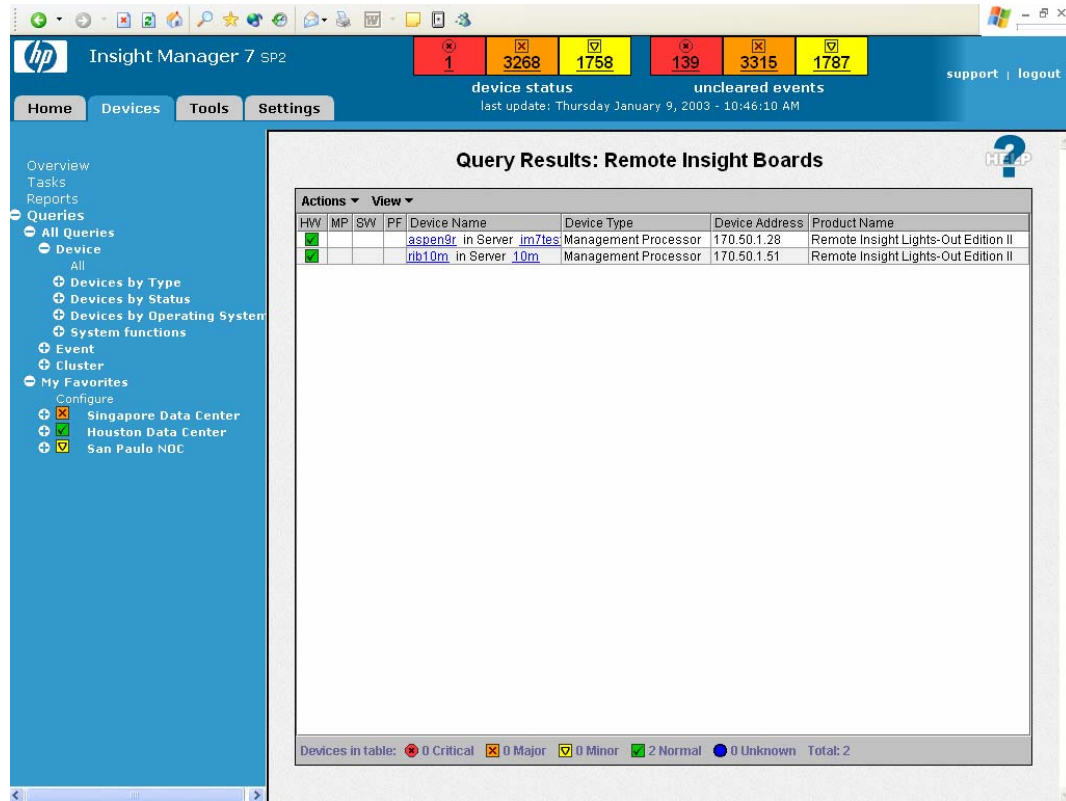 hp
Insight Manager 7 SP2
1 3268 1758
device status
139 3315 1787
uncleared events
last update: Thursday January 9, 2003 - 10:46:10 AM
support | logout
Home Devices Tools Settings
Overview
Tasks
Reports
Queries
All Queries
Device
All
Devices by Type
Devices by Status
Devices by Operating System
System functions
Event
Cluster
My Favorites
Configure
Singapore Data Center
Houston Data Center
San Paulo NOC
Query Results: Remote Insight Boards
HELP
Actions View
HW MP SW PF Device Name Device Type Device Address Product Name
aspen9r in Server im7tes Management Processor 170.50.1.28 Remote Insight Lights-Out Edition II
rib10m in Server 10m Management Processor 170.50.1.51 Remote Insight Lights-Out Edition II
Devices in table: 0 Critical 0 Major 0 Minor 2 Normal 0 Unknown Total: 2